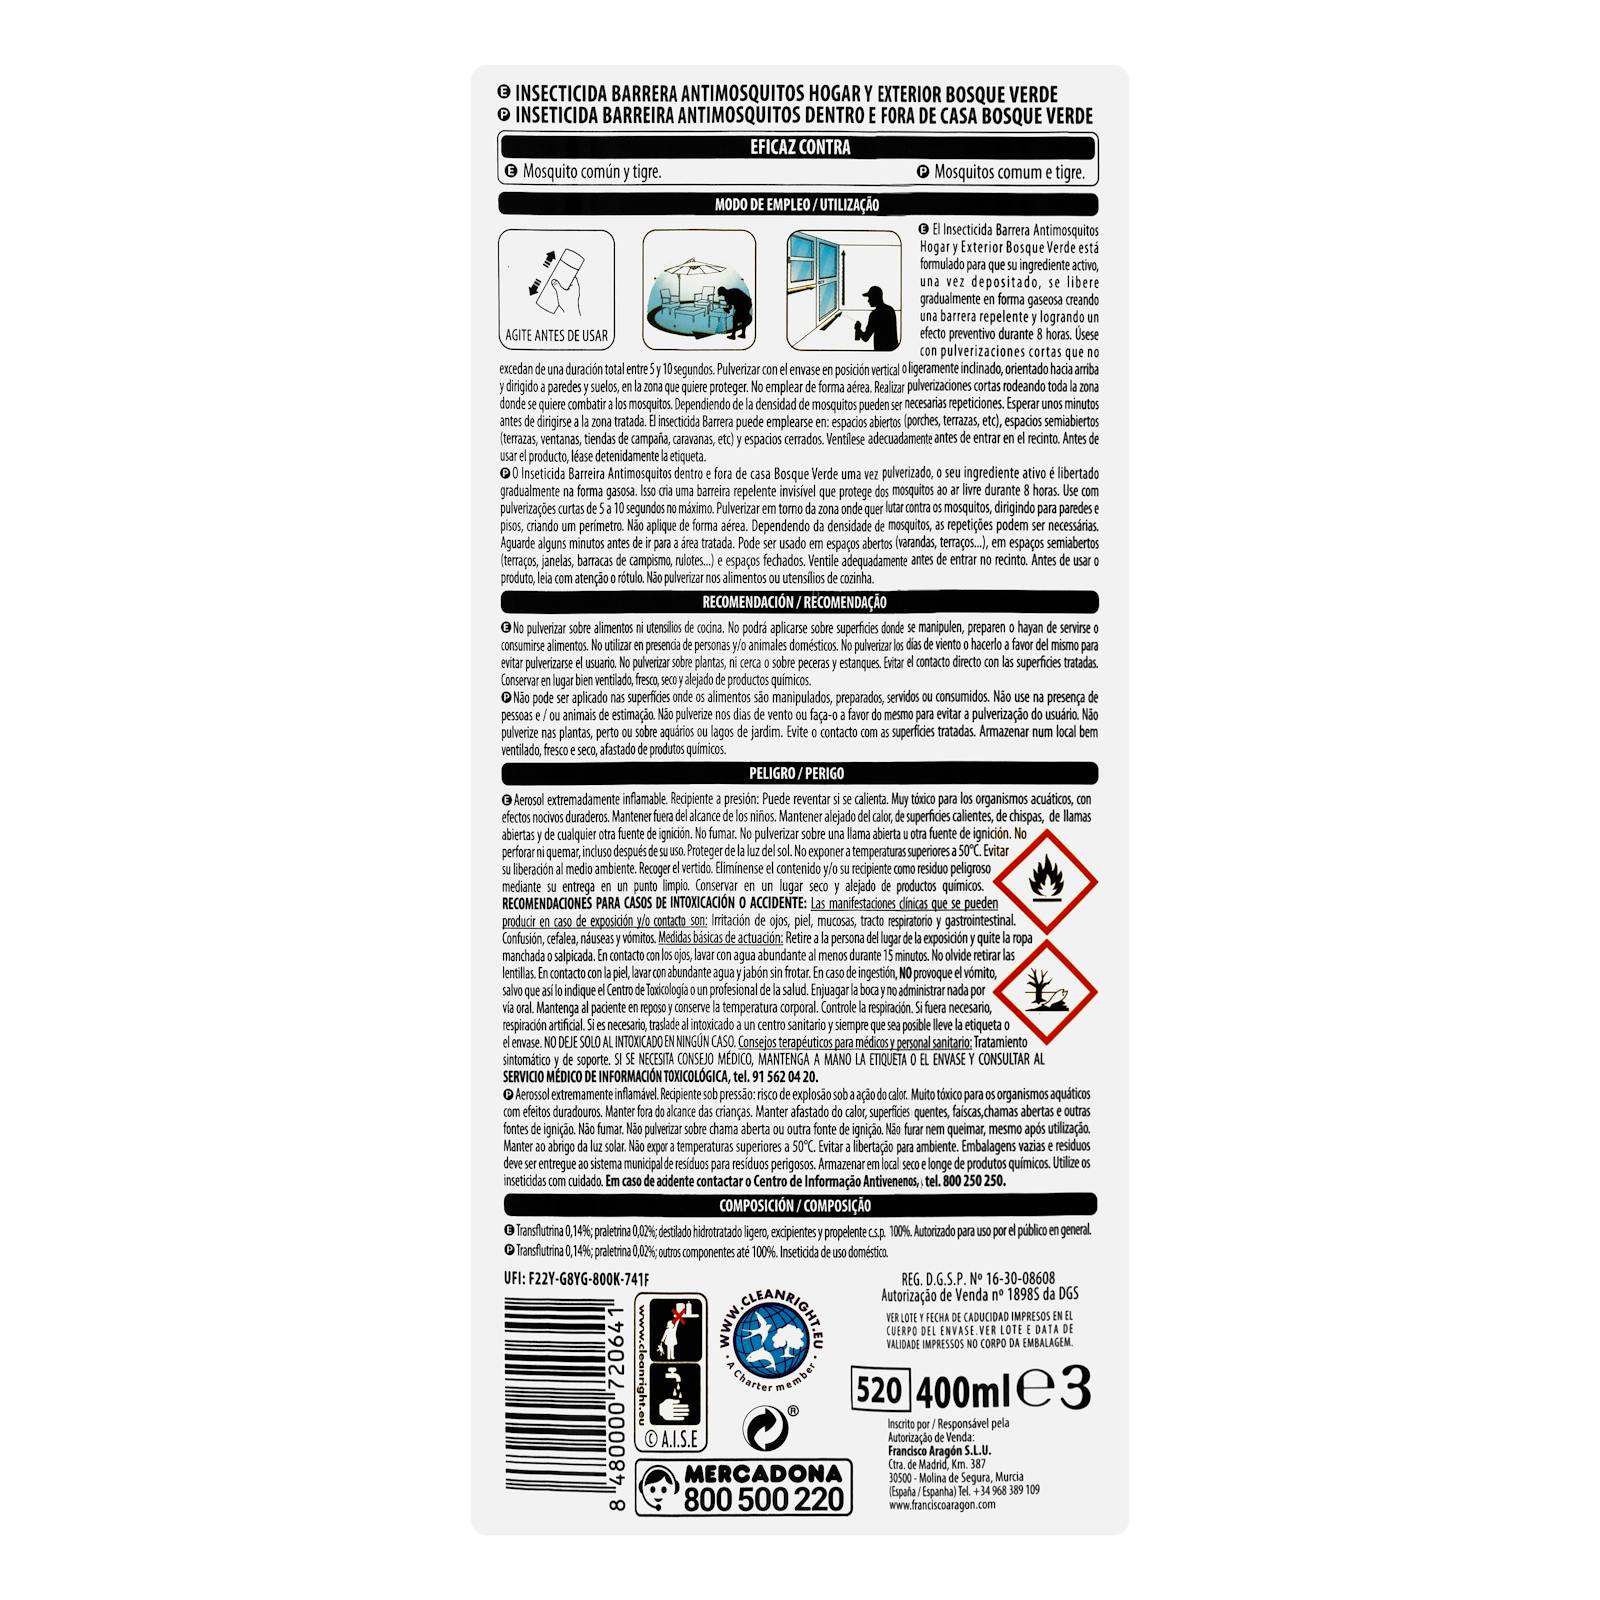 E INSECTICIDA BARRERA ANTIMOSQUITOS HOGAR Y EXTERIOR BOSQUE VERDE
P INSETICIDA BARREIRA ANTIMOSQUITOS DENTRO E FORA DE CASA BOSQUE VERDE
EFICAZ CONTRA
E Mosquito común y tigre.
P Mosquitos comum e tigre.
MODO DE EMPLEO / UTILIZAÇÃO
AGITE ANTES DE USAR
E El Insecticida Barrera Antimosquitos
Hogar y Exterior Bosque Verde está
formulado para que su ingrediente activo,
una vez depositado, se libere
gradualmente en forma gaseosa creando
una barrera repelente y logrando un
efecto preventivo durante 8 horas. Úsese
con pulverizaciones cortas que no
excedan de una duración total entre 5 y 10 segundos. Pulverizar con el envase en posición vertical o ligeramente inclinado, orientado hacia arriba
y dirigido a paredes y suelos, en la zona que quiere proteger. No emplear de forma aérea. Realizar pulverizaciones cortas rodeando toda la zona
donde se quiere combatir a los mosquitos. Dependiendo de la densidad de mosquitos pueden ser necesarias repeticiones. Esperar unos minutos
antes de dirigirse a la zona tratada. El insecticida Barrera puede emplearse en: espacios abiertos (porches, terrazas, etc), espacios semiabiertos
(terrazas, ventanas, tiendas de campaña, caravanas, etc) y espacios cerrados. Ventílese adecuadamente antes de entrar en el recinto. Antes de
usar el producto, léase detenidamente la etiqueta.
P O Inseticida Barreira Antimosquitos dentro e fora de casa Bosque Verde uma vez pulverizado, o seu ingrediente ativo é libertado
gradualmente na forma gasosa. Isso cria uma barreira repelente invisível que protege dos mosquitos ao ar livre durante 8 horas. Use com
pulverizações curtas de 5 a 10 segundos no máximo. Pulverizar em torno da zona onde quer lutar contra os mosquitos, dirigindo para paredes e
pisos, criando um perímetro. Não aplique de forma aérea. Dependendo da densidade de mosquitos, as repetições podem ser necessárias.
Aguarde alguns minutos antes de ir para a área tratada. Pode ser usado em espaços abertos (varandas, terraços...), em espaços semiabertos
(terraços, janelas, barracas de campismo, rulotes...) e espaços fechados. Ventile adequadamente antes de entrar no recinto. Antes de usar o
produto, leia com atenção o rótulo. Não pulverizar nos alimentos ou utensílios de cozinha.
RECOMENDACIÓN / RECOMENDAÇÃO
E No pulverizar sobre alimentos ni utensilios de cocina. No podrá aplicarse sobre superficies donde se manipulen, preparen o hayan de servirse o
consumirse alimentos. No utilizar en presencia de personas y/o animales domésticos. No pulverizar los días de viento o hacerlo a favor del mismo para
evitar pulverizarse el usuario. No pulverizar sobre plantas, ni cerca o sobre peceras y estanques. Evitar el contacto directo con las superficies tratadas.
Conservar en lugar bien ventilado, fresco, seco y alejado de productos químicos.
P Não pode ser aplicado nas superfícies onde os alimentos são manipulados, preparados, servidos ou consumidos. Não use na presença de
pessoas e / ou animais de estimação. Não pulverize nos dias de vento ou faça-o a favor do mesmo para evitar a pulverização do usuário. Não
pulverize nas plantas, perto ou sobre aquários ou lagos de jardim. Evite o contacto com as superfícies tratadas. Armazenar num local bem
ventilado, fresco e seco, afastado de produtos químicos.
PELIGRO / PERIGO
E Aerosol extremadamente inflamable. Recipiente a presión: Puede reventar si se calienta. Muy tóxico para los organismos acuáticos, con
efectos nocivos duraderos. Mantener fuera del alcance de los niños. Mantener alejado del calor, de superficies calientes, de chispas, de llamas
abiertas y de cualquier otra fuente de ignición. No fumar. No pulverizar sobre una llama abierta u otra fuente de ignición. No
perforar ni quemar, incluso después de su uso. Proteger de la luz del sol. No exponer a temperaturas superiores a 50°C. Evitar
su liberación al medio ambiente. Recoger el vertido. Elimínense el contenido y/o su recipiente como residuo peligroso
mediante su entrega en un punto limpio. Conservar en un lugar seco y alejado de productos químicos.
RECOMENDACIONES PARA CASOS DE INTOXICACIÓN O ACCIDENTE: Las manifestaciones clínicas que se pueden
producir en caso de exposición y/o contacto son: Irritación de ojos, piel, mucosas, tracto respiratorio y gastrointestinal.
Confusión, cefalea, náuseas y vómitos. Medidas básicas de actuación: Retire a la persona del lugar de la exposición y quite la ropa
manchada o salpicada. En contacto con los ojos, lavar con agua abundante al menos durante 15 minutos. No olvide retirar las
lentillas. En contacto con la piel, lavar con abundante agua y jabón sin frotar. En caso de ingestión, NO provoque el vómito,
salvo que así lo indique el Centro de Toxicología o un profesional de la salud. Enjuagar la boca y no administrar nada por
vía oral. Mantenga al paciente en reposo y conserve la temperatura corporal. Controle la respiración. Si fuera necesario,
respiración artificial. Si es necesario, traslade al intoxicado a un centro sanitario y siempre que sea posible lleve la etiqueta o
el envase. NO DEJE SOLO AL INTOXICADO EN NINGÚN CASO. Consejos terapéuticos para médicos y personal sanitario: Tratamiento
sintomático y de soporte. SI SE NECESITA CONSEJO MÉDICO, MANTENGA A MANO LA ETIQUETA O EL ENVASE Y CONSULTAR AL
SERVICIO MÉDICO DE INFORMACIÓN TOXICOLÓGICA, tel. 91 562 04 20.
P Aerossol extremamente inflamável. Recipiente sob pressão: risco de explosão sob a ação do calor. Muito tóxico para os organismos aquáticos
com efeitos duradouros. Manter fora do alcance das crianças. Manter afastado do calor, superfícies quentes, faíscas,chamas abertas e outras
fontes de ignição. Não fumar. Não pulverizar sobre chama aberta ou outra fonte de ignição. Não furar nem queimar, mesmo após utilização.
Manter ao abrigo da luz solar. Não expor a temperaturas superiores a 50°C. Evitar a libertação para ambiente. Embalagens vazias e resíduos
deve ser entregue ao sistema municipal de resíduos para resíduos perigosos. Armazenar em local seco e longe de produtos químicos. Utilize os
inseticidas com cuidado. Em caso de acidente contactar o Centro de Informação Antivenenos, tel. 800 250 250.
COMPOSICIÓN / COMPOSIÇÃO
E Transflutrina 0,14%; praletrina 0,02%; destilado hidrotratado ligero, excipientes y propelente c.s.p. 100%. Autorizado para uso por el público en general.
P Transflutrina 0,14%; praletrina 0,02%; outros componentes até 100%. Inseticida de uso doméstico.
UFI: F22Y-G8YG-800K-741F
8 480000 720641
www.cleanright.eu
© A.I.S.E
WWW.CLEANRIGHT.EU
• A Charter member •
®
MERCADONA
800 500 220
REG. D.G.S.P. Nº 16-30-08608
Autorização de Venda nº 1898S da DGS
VER LOTE Y FECHA DE CADUCIDAD IMPRESOS EN EL
CUERPO DEL ENVASE. VER LOTE E DATA DE
VALIDADE IMPRESSOS NO CORPO DA EMBALAGEM.
520 400ml e 3
Inscrito por / Responsável pela
Autorização de Venda:
Francisco Aragón S.L.U.
Ctra. de Madrid, Km. 387
30500 - Molina de Segura, Murcia
(España / Espanha) Tel. +34 968 389 109
www.franciscoaragon.com